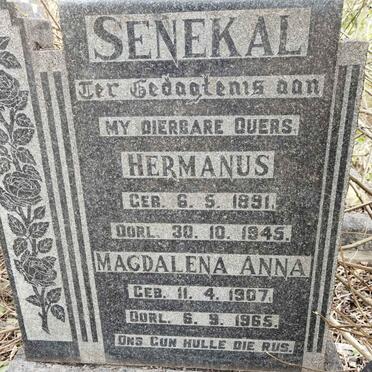 SENEKAL
Ter Gedagtenis aan
MY DIERBARE OUERS.
HERMANUS
GEB. 6. 5. 1891.
OORL. 30. 10. 1945.
MAGDALENA ANNA
GEB. 11. 4. 1907.
OORL. 6. 9. 1965.
ONS GUN HULLE DIE RUS.